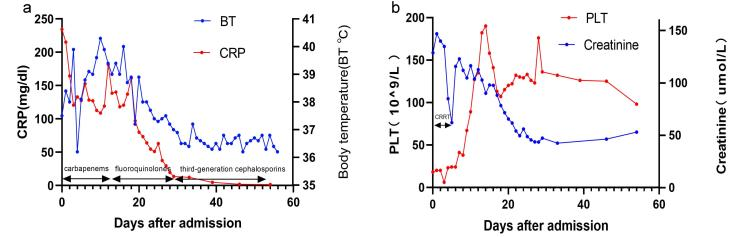 a
BT
CRP
CRP(mg/dl)
250
200
150
100
50
0
41
40
39
38
37
36
35
Body temperature(BT °C)
carbapenems
fluoroquinolones
third-generation cephalosporins
0
20
40
60
Days after admission
b
PLT
Creatinine
PLT( 10^9/L )
200
150
100
50
0
150
100
50
0
Creatinine ( umol/L)
CRRT
0
20
40
60
Days after admission